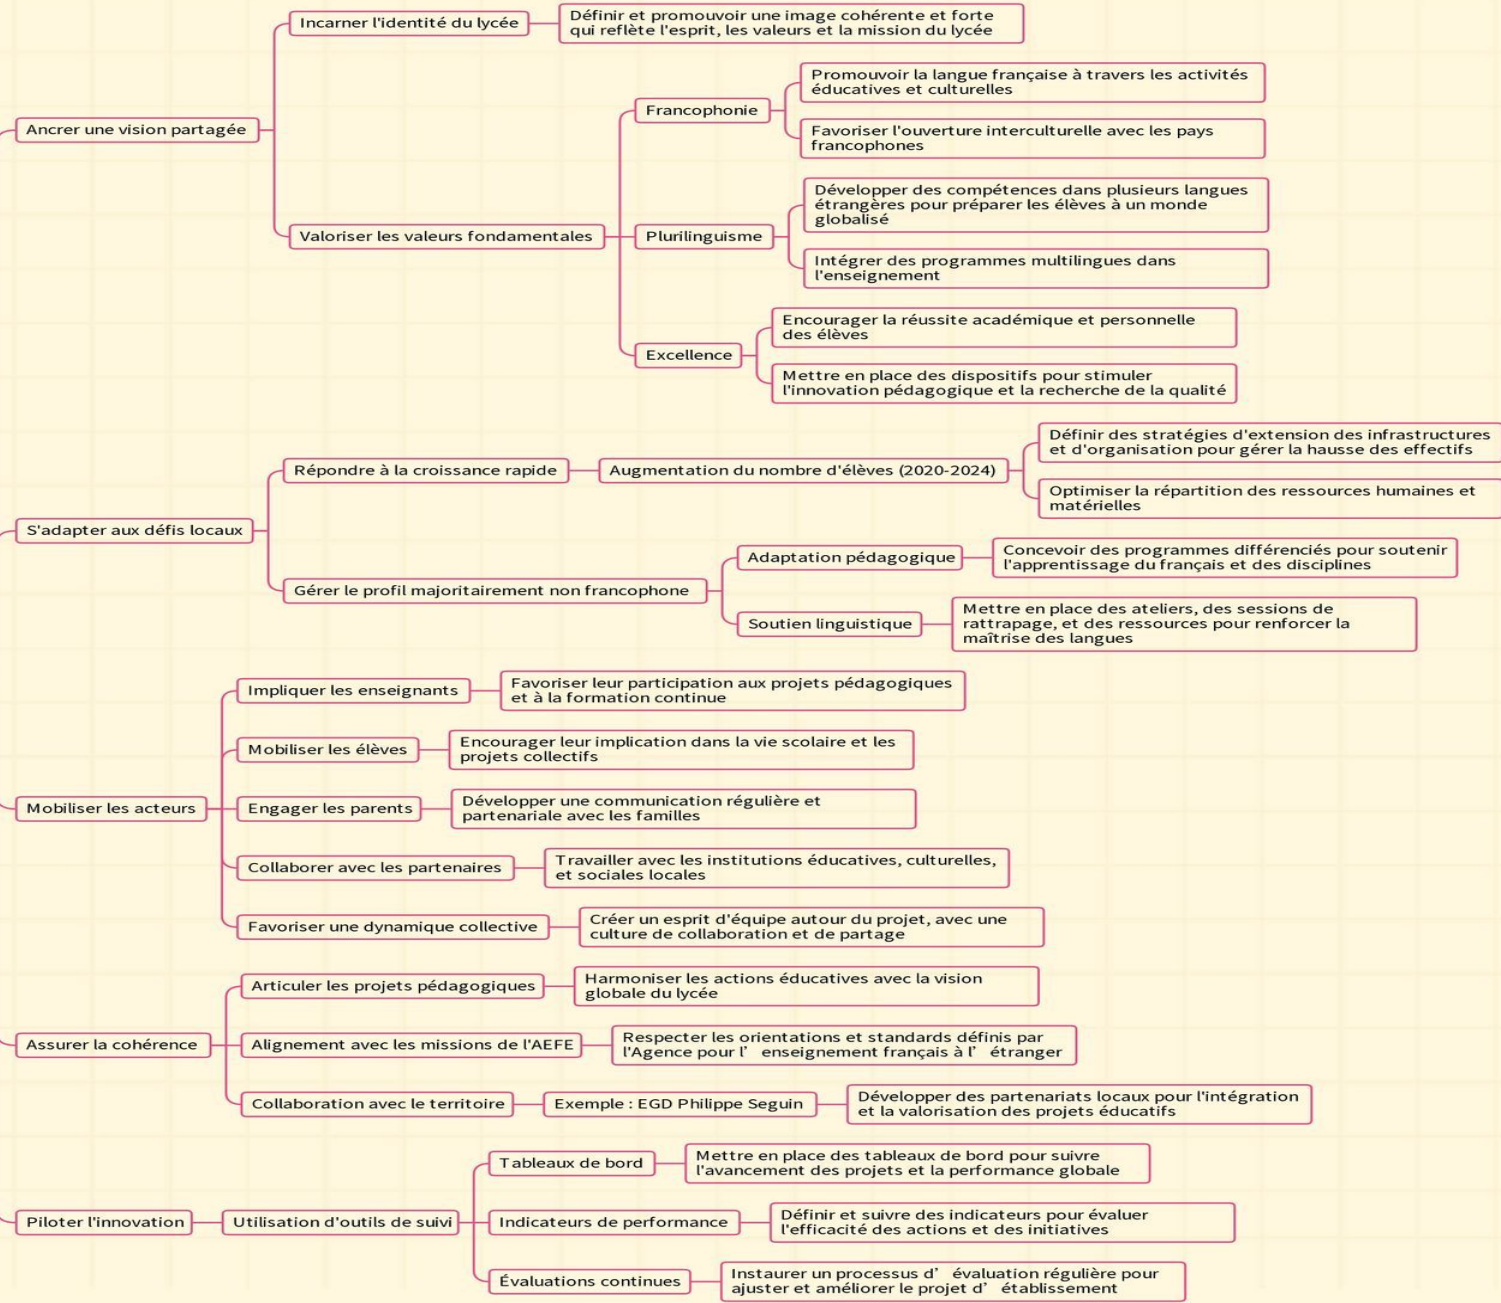 Incarner l'identité du lycée
Définir et promouvoir une image cohérente et forte
qui reflète l'esprit, les valeurs et la mission du lycée
Ancrer une vision partagée
Francophonie
Promouvoir la langue française à travers les activités
éducatives et culturelles
Favoriser l'ouverture interculturelle avec les pays
francophones
Valoriser les valeurs fondamentales
Plurilinguisme
Développer des compétences dans plusieurs langues
étrangères pour préparer les élèves à un monde
globalisé
Intégrer des programmes multilingues dans
l'enseignement
Excellence
Encourager la réussite académique et personnelle
des élèves
Mettre en place des dispositifs pour stimuler
l'innovation pédagogique et la recherche de la qualité
S'adapter aux défis locaux
Répondre à la croissance rapide
Augmentation du nombre d'élèves (2020-2024)
Définir des stratégies d'extension des infrastructures
et d'organisation pour gérer la hausse des effectifs
Optimiser la répartition des ressources humaines et
matérielles
Gérer le profil majoritairement non francophone
Adaptation pédagogique
Concevoir des programmes différenciés pour soutenir
l'apprentissage du français et des disciplines
Soutien linguistique
Mettre en place des ateliers, des sessions de
rattrapage, et des ressources pour renforcer la
maîtrise des langues
Mobiliser les acteurs
Impliquer les enseignants
Favoriser leur participation aux projets pédagogiques
et à la formation continue
Mobiliser les élèves
Encourager leur implication dans la vie scolaire et les
projets collectifs
Engager les parents
Développer une communication régulière et
partenariale avec les familles
Collaborer avec les partenaires
Travailler avec les institutions éducatives, culturelles,
et sociales locales
Favoriser une dynamique collective
Créer un esprit d'équipe autour du projet, avec une
culture de collaboration et de partage
Assurer la cohérence
Articuler les projets pédagogiques
Harmoniser les actions éducatives avec la vision
globale du lycée
Alignement avec les missions de l'AEFE
Respecter les orientations et standards définis par
l'Agence pour l’enseignement français à l’étranger
Collaboration avec le territoire
Exemple : EGD Philippe Seguin
Développer des partenariats locaux pour l'intégration
et la valorisation des projets éducatifs
Piloter l'innovation
Utilisation d'outils de suivi
Tableaux de bord
Mettre en place des tableaux de bord pour suivre
l'avancement des projets et la performance globale
Indicateurs de performance
Définir et suivre des indicateurs pour évaluer
l'efficacité des actions et des initiatives
Évaluations continues
Instaurer un processus d’évaluation régulière pour
ajuster et améliorer le projet d’établissement